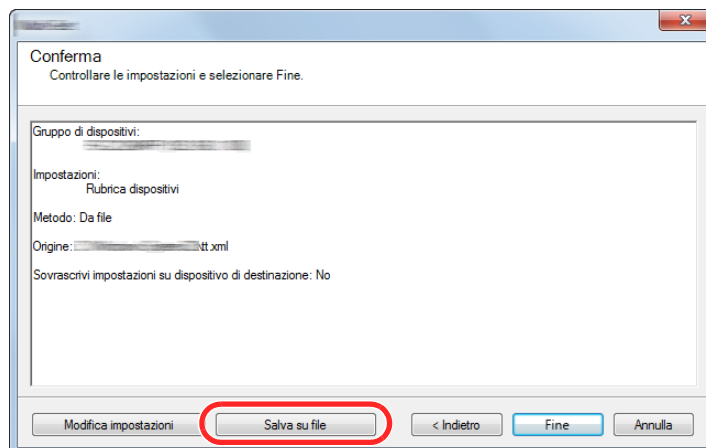 Conferma
Controllare le impostazioni e selezionare Fine.
Gruppo di dispositivi:
Impostazioni:
Rubrica dispositivi
Metodo: Da file
Origine: \tt.xml
Sovrascrivi impostazioni su dispositivo di destinazione: No
Modifica impostazioni Salva su file < Indietro Fine Annulla